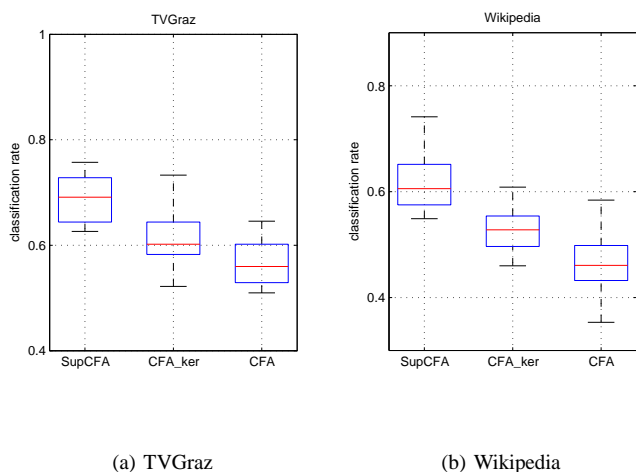 TVGraz
1
0.8
0.6
0.4
classification rate
SupCFA CFA_ker CFA
(a) TVGraz
Wikipedia
0.8
0.6
0.4
classification rate
SupCFA CFA_ker CFA
(b) Wikipedia